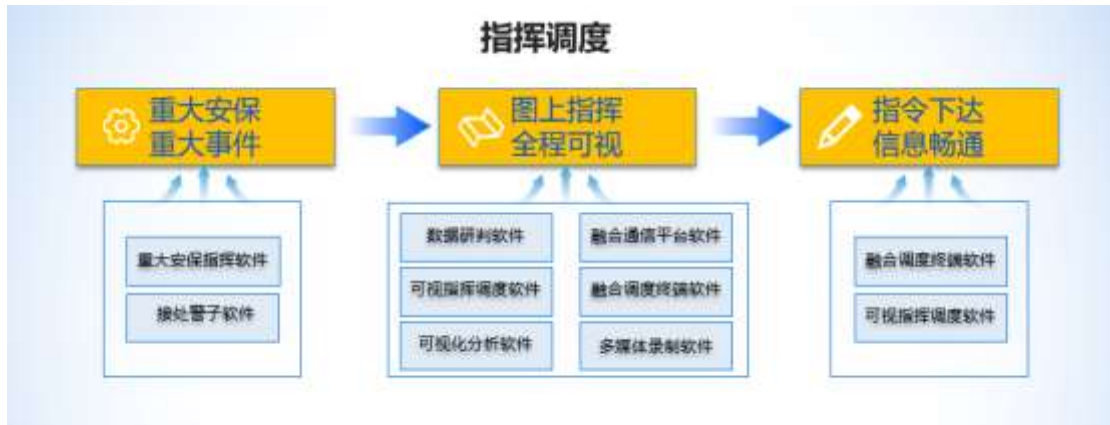 指挥调度
重大安保
重大事件
图上指挥
全程可视
指令下达
信息畅通
重大安保指挥软件
接处警子软件
数据研判软件
融合通信平台软件
可视指挥调度软件
融合调度终端软件
可视化分析软件
多媒体录制软件
融合调度终端软件
可视指挥调度软件